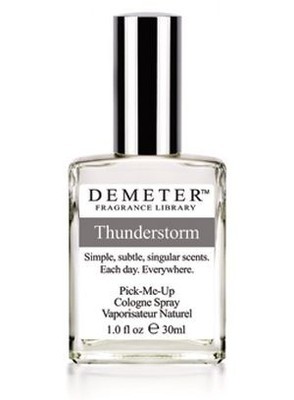 DEMETER™
FRAGRANCE LIBRARY
Thunderstorm
Simple, subtle, singular scents.
Each day. Everywhere.
Pick-Me-Up
Cologne Spray
Vaporisateur Naturel
1.0 fl oz ℮ 30ml